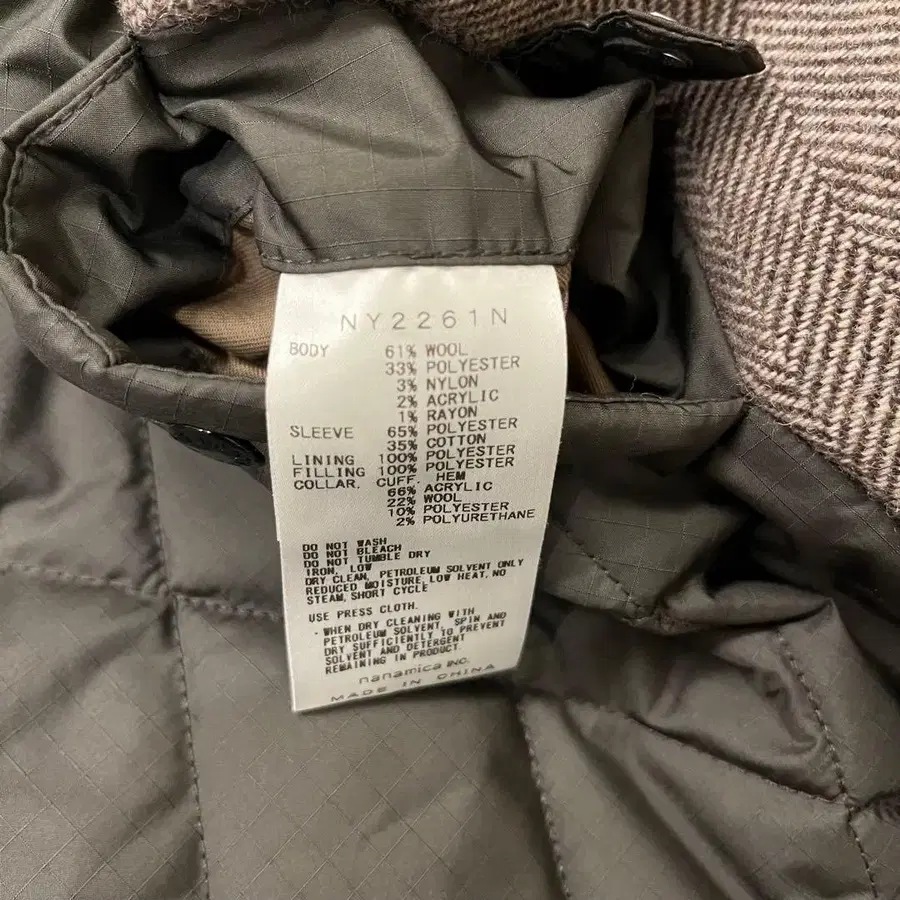 NY2261N
BODY 61% WOOL
33% POLYESTER
3% NYLON
2% ACRYLIC
1% RAYON
SLEEVE 65% POLYESTER
35% COTTON
LINING 100% POLYESTER
FILLING 100% POLYESTER
COLLAR, CUFF, HEM
66% ACRYLIC
22% WOOL
10% POLYESTER
2% POLYURETHANE
DO NOT WASH
DO NOT BLEACH
DO NOT TUMBLE DRY
IRON, LOW
DRY CLEAN, PETROLEUM SOLVENT ONLY
REDUCED MOISTURE, LOW HEAT, NO
STEAM, SHORT CYCLE
USE PRESS CLOTH.
・WHEN DRY CLEANING WITH
PETROLEUM SOLVENT, SPIN AND
DRY SUFFICIENTLY TO PREVENT
SOLVENT AND DETERGENT
REMAINING IN PRODUCT.
nanamica INC.
MADE IN CHINA